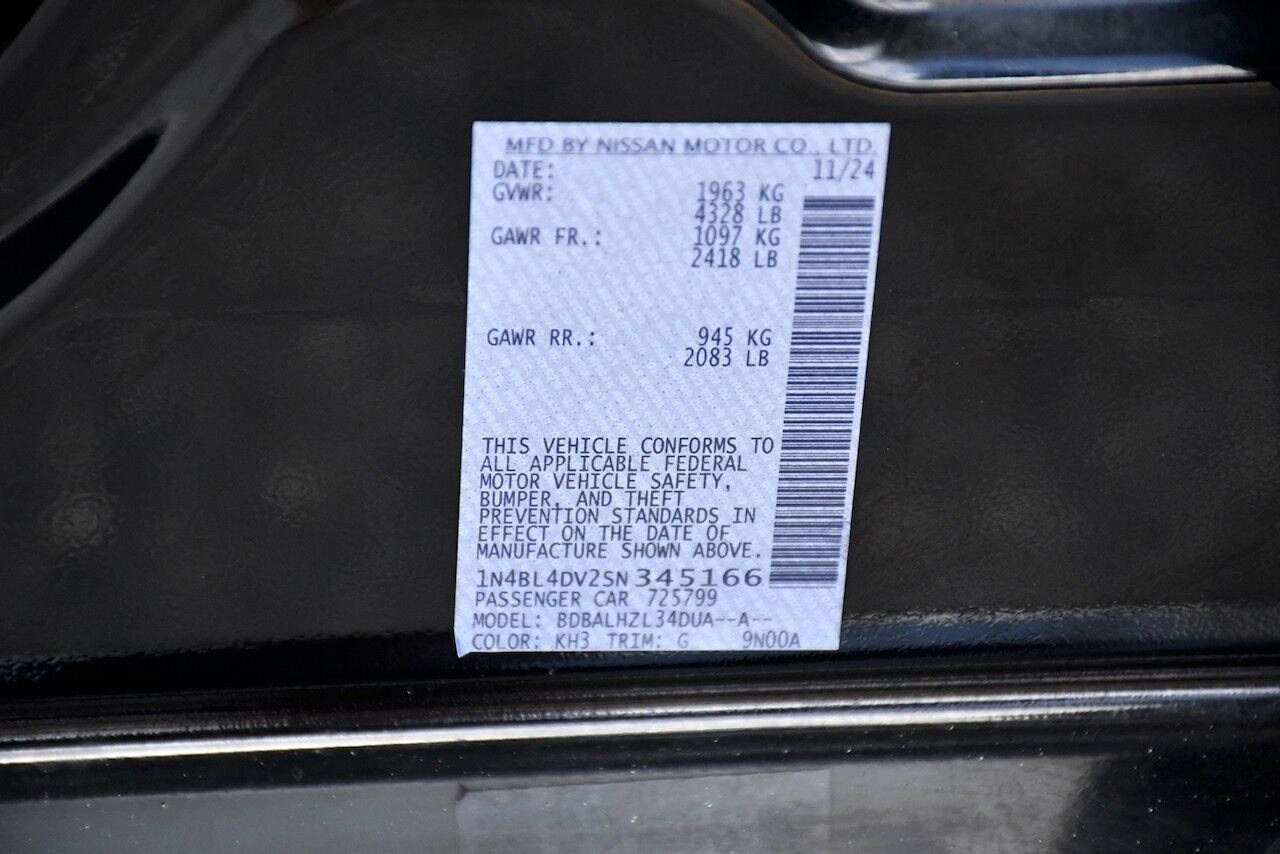 MFD BY NISSAN MOTOR CO., LTD.
DATE: 11/24
GVWR: 1963 KG
4328 LB
GAWR FR.: 1097 KG
2418 LB
GAWR RR.: 945 KG
2083 LB
THIS VEHICLE CONFORMS TO
ALL APPLICABLE FEDERAL
MOTOR VEHICLE SAFETY,
BUMPER, AND THEFT
PREVENTION STANDARDS IN
EFFECT ON THE DATE OF
MANUFACTURE SHOWN ABOVE.
1N4BL4DV2SN345166
PASSENGER CAR 725799
MODEL: BDBALHZL34DUA--A--
COLOR: KH3 TRIM: G 9N00A